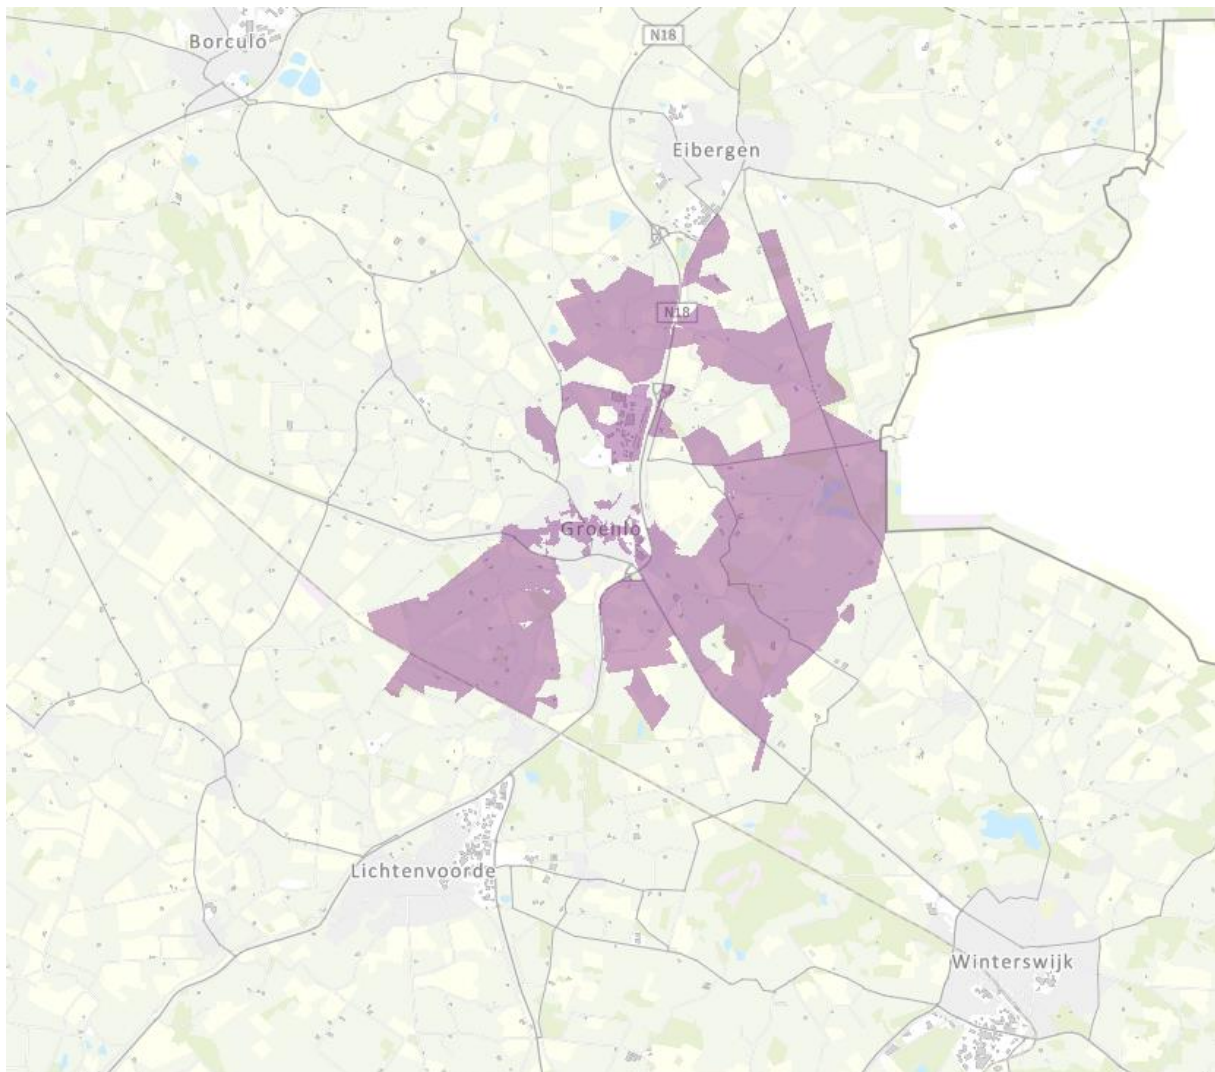 Borculo
N18
Eibergen
N18
Groenlo
Lichtenvoorde
Winterswijk